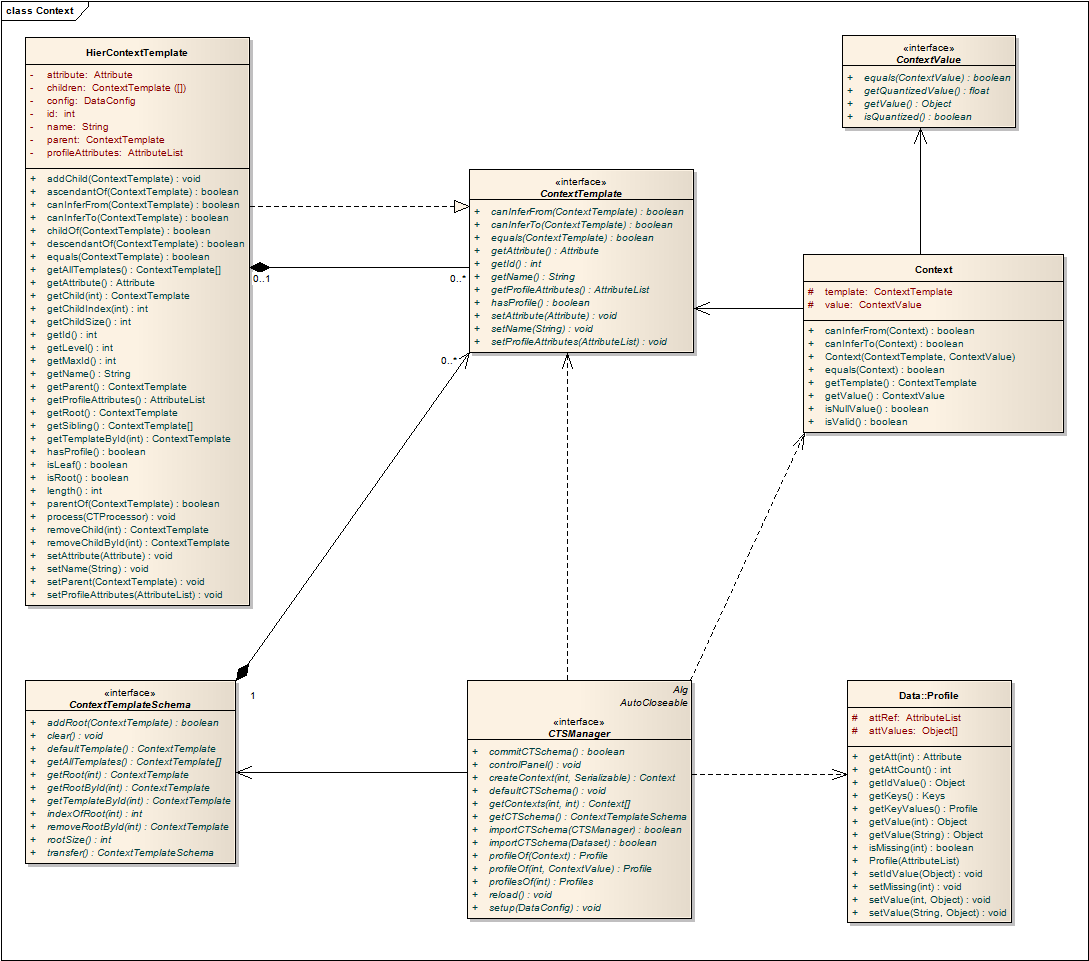 class Context
HierContextTemplate
- attribute: Attribute
- children: ContextTemplate ([])
- config: DataConfig
- id: int
- name: String
- parent: ContextTemplate
- profileAttributes: AttributeList
+ addChild(ContextTemplate) : void
+ ascendantOf(ContextTemplate) : boolean
+ canInferFrom(ContextTemplate) : boolean
+ canInferTo(ContextTemplate) : boolean
+ childOf(ContextTemplate) : boolean
+ descendantOf(ContextTemplate) : boolean
+ equals(ContextTemplate) : boolean
+ getAllTemplates() : ContextTemplate[]
+ getAttribute() : Attribute
+ getChild(int) : ContextTemplate
+ getChildIndex(int) : int
+ getChildSize() : int
+ getId() : int
+ getLevel() : int
+ getMaxId() : int
+ getName() : String
+ getParent() : ContextTemplate
+ getProfileAttributes() : AttributeList
+ getRoot() : ContextTemplate
+ getSibling() : ContextTemplate[]
+ getTemplateById(int) : ContextTemplate
+ hasProfile() : boolean
+ isLeaf() : boolean
+ isRoot() : boolean
+ length() : int
+ parentOf(ContextTemplate) : boolean
+ process(CTProcessor) : void
+ removeChild(int) : ContextTemplate
+ removeChildById(int) : ContextTemplate
+ setAttribute(Attribute) : void
+ setName(String) : void
+ setParent(ContextTemplate) : void
+ setProfileAttributes(AttributeList) : void
0..1
0..*
0..*
1
«interface»
ContextTemplate
+ canInferFrom(ContextTemplate) : boolean
+ canInferTo(ContextTemplate) : boolean
+ equals(ContextTemplate) : boolean
+ getAttribute() : Attribute
+ getId() : int
+ getName() : String
+ getProfileAttributes() : AttributeList
+ hasProfile() : boolean
+ setAttribute(Attribute) : void
+ setName(String) : void
+ setProfileAttributes(AttributeList) : void
«interface»
ContextValue
+ equals(ContextValue) : boolean
+ getQuantizedValue() : float
+ getValue() : Object
+ isQuantized() : boolean
Context
# template: ContextTemplate
# value: ContextValue
+ canInferFrom(Context) : boolean
+ canInferTo(Context) : boolean
+ Context(ContextTemplate, ContextValue)
+ equals(Context) : boolean
+ getTemplate() : ContextTemplate
+ getValue() : ContextValue
+ isNullValue() : boolean
+ isValid() : boolean
«interface»
ContextTemplateSchema
+ addRoot(ContextTemplate) : boolean
+ clear() : void
+ defaultTemplate() : ContextTemplate
+ getAllTemplates() : ContextTemplate[]
+ getRoot(int) : ContextTemplate
+ getRootById(int) : ContextTemplate
+ getTemplateById(int) : ContextTemplate
+ indexOfRoot(int) : int
+ removeRootById(int) : ContextTemplate
+ rootSize() : int
+ transfer() : ContextTemplateSchema
Alg
AutoCloseable
«interface»
CTSManager
+ commitCTSchema() : boolean
+ controlPanel() : void
+ createContext(int, Serializable) : Context
+ defaultCTSchema() : void
+ getContexts(int, int) : Context[]
+ getCTSchema() : ContextTemplateSchema
+ importCTSchema(CTSManager) : boolean
+ importCTSchema(Dataset) : boolean
+ profileOf(Context) : Profile
+ profileOf(int, ContextValue) : Profile
+ profilesOf(int) : Profiles
+ reload() : void
+ setup(DataConfig) : void
Data::Profile
# attRef: AttributeList
# attValues: Object[]
+ getAtt(int) : Attribute
+ getAttCount() : int
+ getIdValue() : Object
+ getKeys() : Keys
+ getKeyValues() : Profile
+ getValue(int) : Object
+ getValue(String) : Object
+ isMissing(int) : boolean
+ Profile(AttributeList)
+ setIdValue(Object) : void
+ setMissing(int) : void
+ setValue(int, Object) : void
+ setValue(String, Object) : void